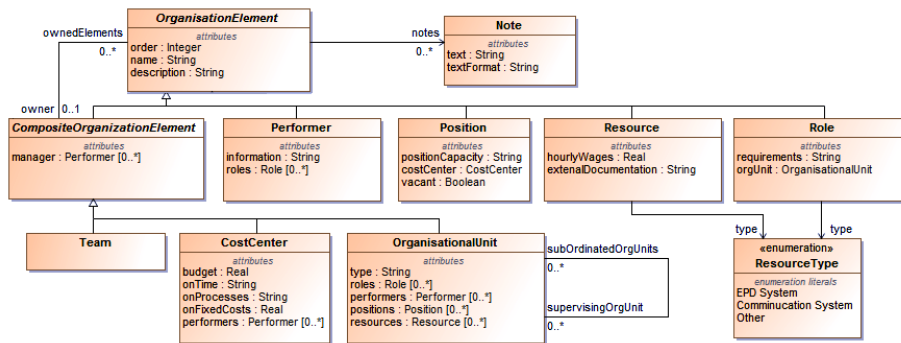 OrganisationElement
attributes
order : Integer
name : String
description : String
ownedElements
0..*
notes
0..*
Note
attributes
text : String
textFormat : String
owner
0..1
CompositeOrganizationElement
attributes
manager : Performer [0..*]
Performer
attributes
information : String
roles : Role [0..*]
Position
attributes
positionCapacity : String
costCenter : CostCenter
vacant : Boolean
Resource
attributes
hourlyWages : Real
extenalDocumentation : String
Role
attributes
requirements : String
orgUnit : OrganisationalUnit
Team
CostCenter
attributes
budget : Real
onTime : String
onProcesses : String
onFixedCosts : Real
performers : Performer [0..*]
OrganisationalUnit
attributes
type : String
roles : Role [0..*]
performers : Performer [0..*]
positions : Position [0..*]
resources : Resource [0..*]
subOrdinatedOrgUnits
0..*
supervisingOrgUnit
0..*
type
type
«enumeration»
ResourceType
enumeration literals
EPD System
Comminucation System
Other